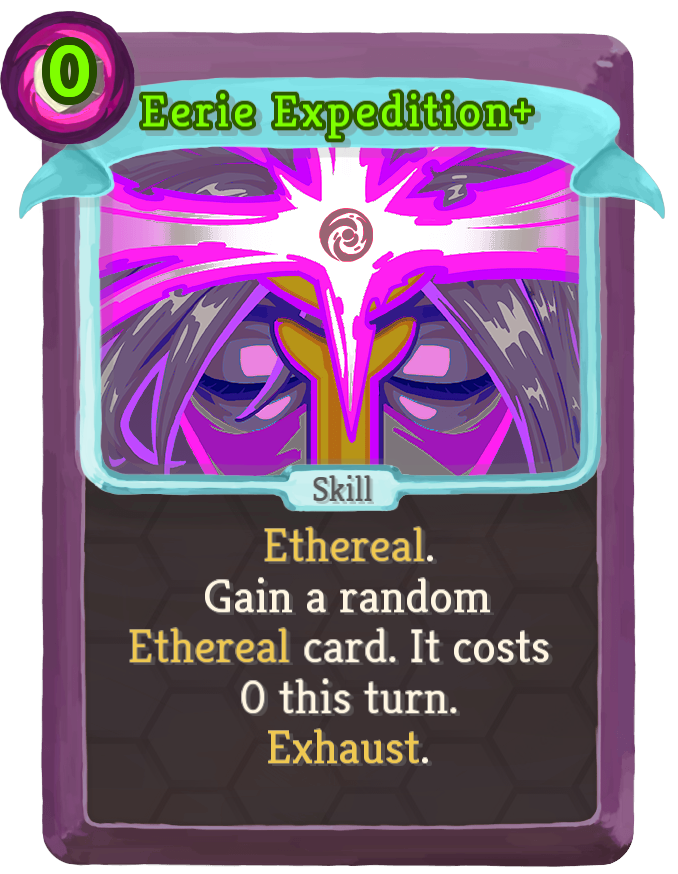 0
Eerie Expedition+
Skill
Ethereal.
Gain a random
Ethereal card. It costs
0 this turn.
Exhaust.